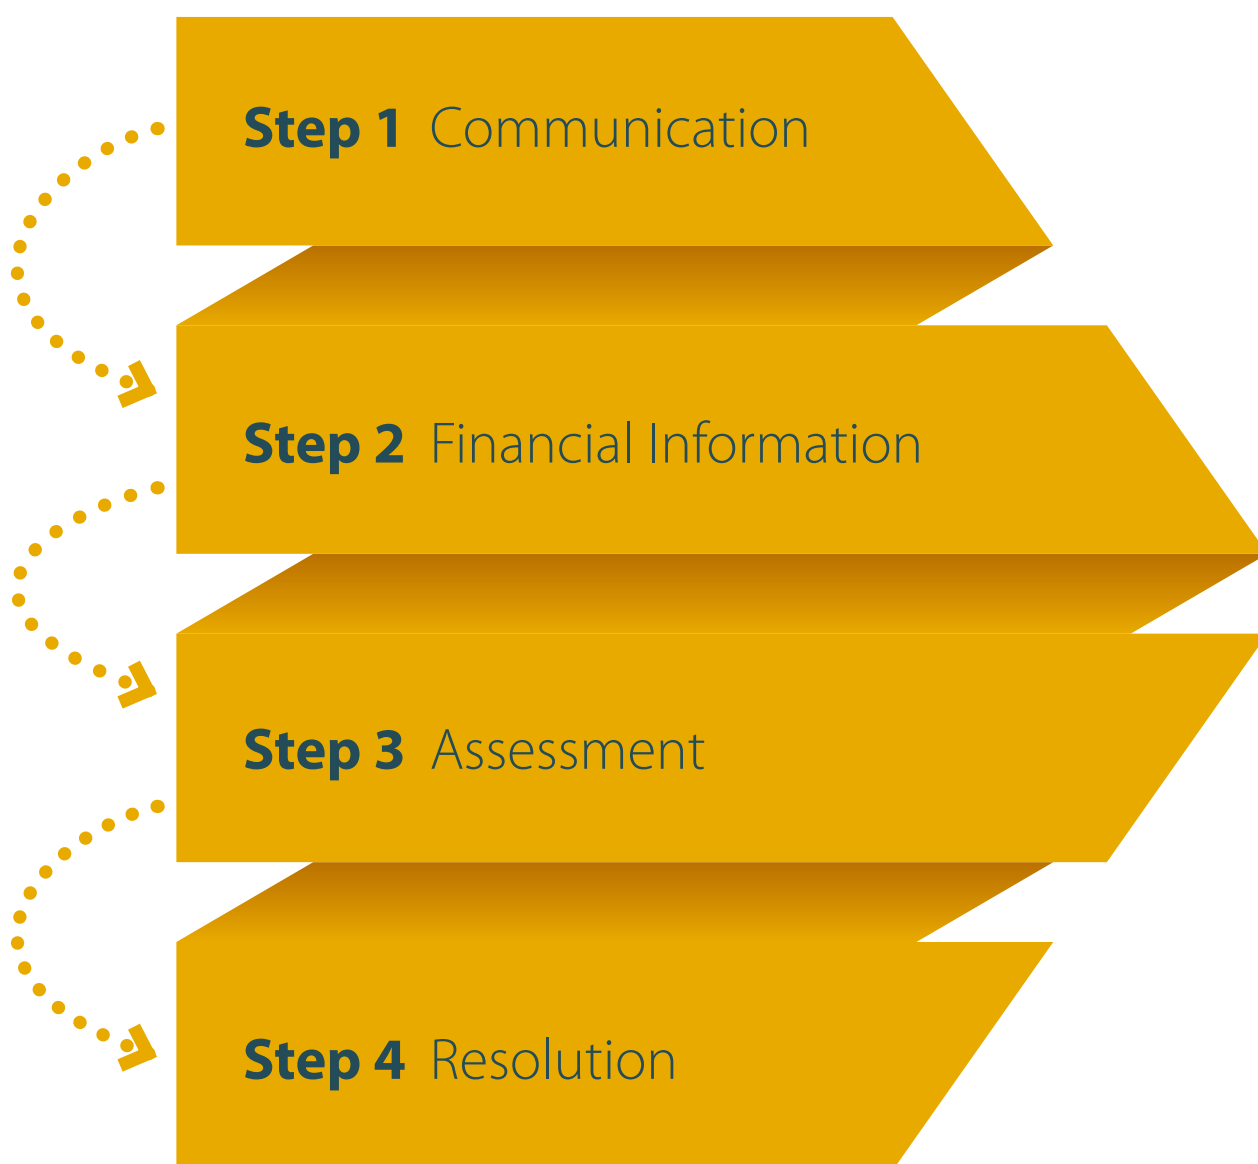 Step 1 Communication
Step 2 Financial Information
Step 3 Assessment
Step 4 Resolution